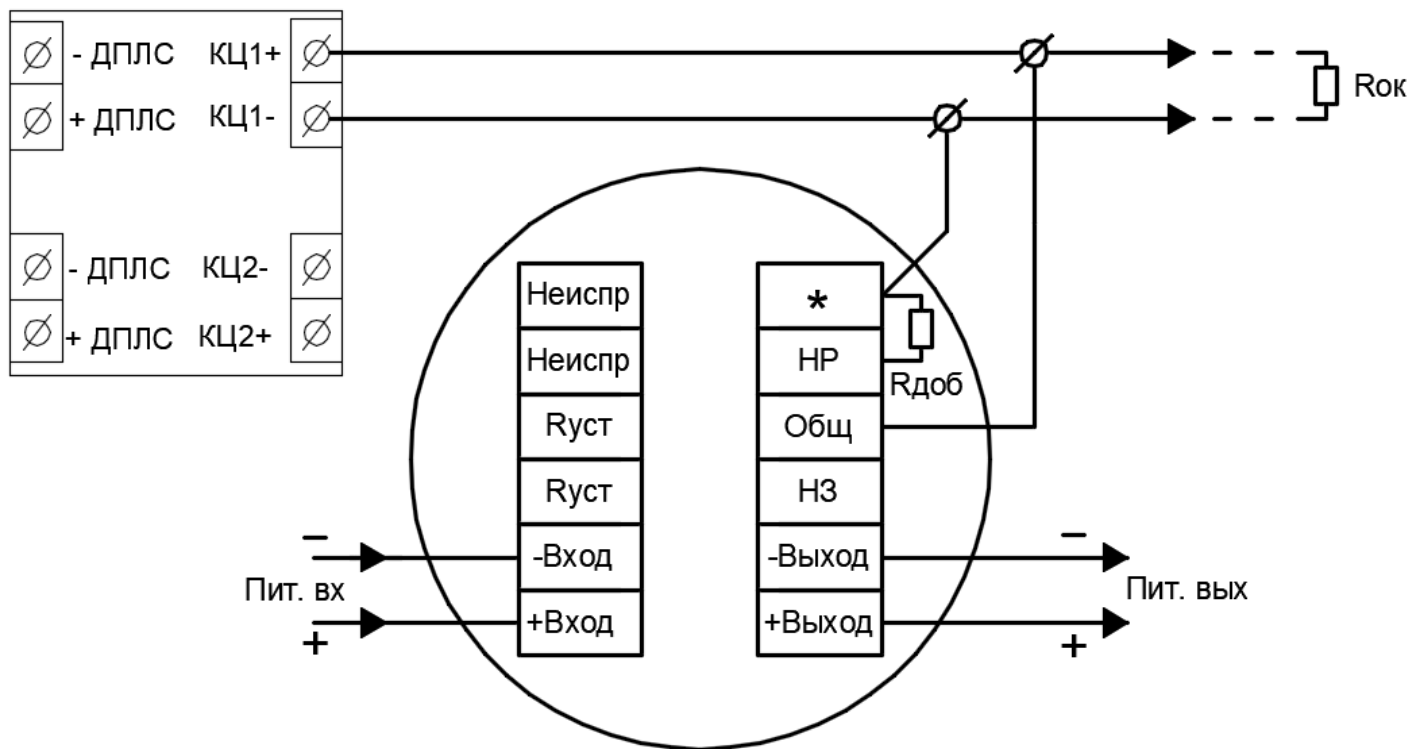 - ДПЛС КЦ1+
+ ДПЛС КЦ1-
Rок
- ДПЛС КЦ2-
+ ДПЛС КЦ2+
Неиспр *
Неиспр НР
Rдоб
Rуст Общ
Rуст НЗ
− -Вход -Выход −
Пит. вх Пит. вых
+ +Вход +Выход +